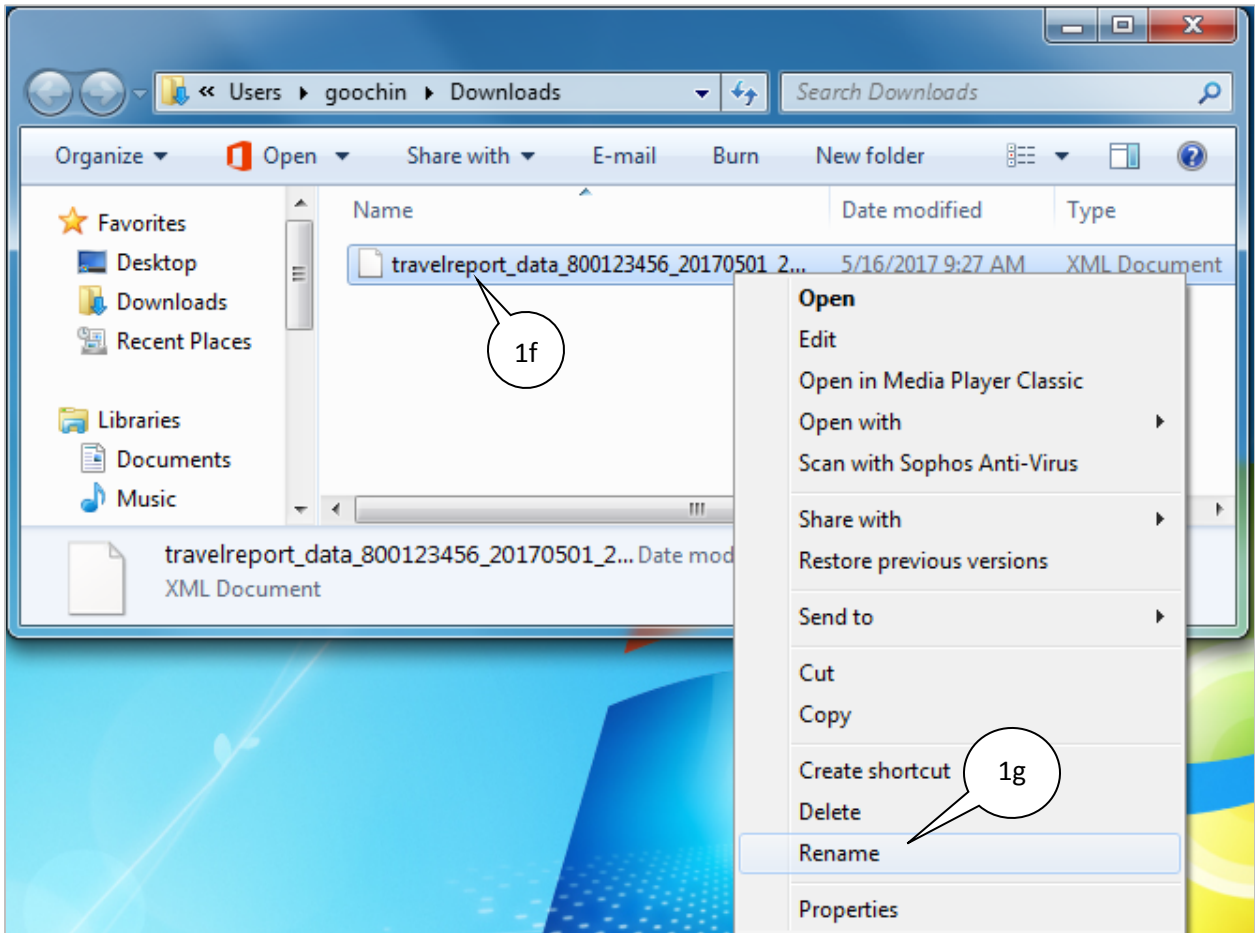 X
« Users ▸ goochin ▸ Downloads
Search Downloads
Organize Open Share with E-mail Burn New folder
Favorites
Desktop
Downloads
Recent Places
Libraries
Documents
Music
Name Date modified Type
travelreport_data_800123456_20170501_2... 5/16/2017 9:27 AM XML Document
1f
Open
Edit
Open in Media Player Classic
Open with
Scan with Sophos Anti-Virus
Share with
Restore previous versions
Send to
Cut
Copy
Create shortcut
1g
Delete
Rename
Properties
travelreport_data_800123456_20170501_2... Date mod
XML Document